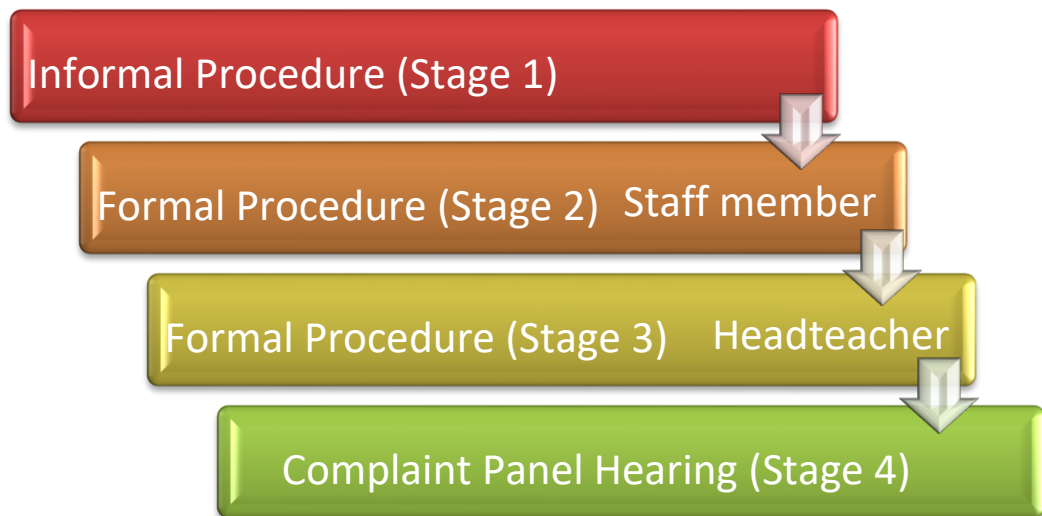 Informal Procedure (Stage 1)
Formal Procedure (Stage 2) Staff member
Formal Procedure (Stage 3) Headteacher
Complaint Panel Hearing (Stage 4)